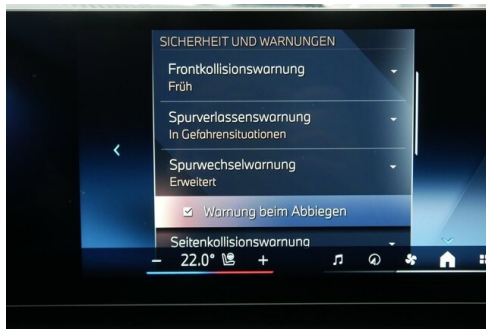 SICHERHEIT UND WARNUNGEN
Frontkollisionswarnung
Früh
Spurverlassenswarnung
In Gefahrensituationen
Spurwechselwarnung
Erweitert
Warnung beim Abbiegen
Seitenkollisionswarnung
– 22.0° +